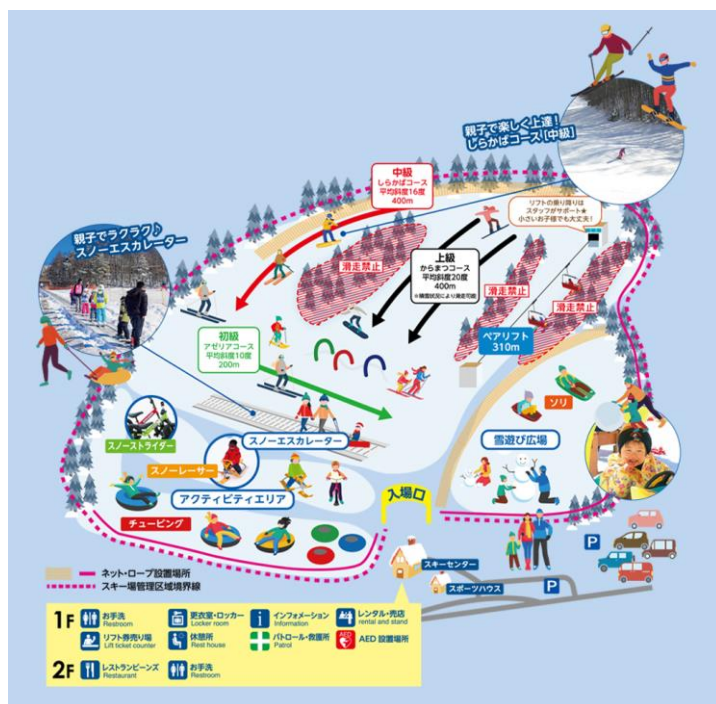 親子で楽しく上達!
しらかばコース[中級]
中級
しらかばコース
平均斜度16度
400m
リフトの乗り降りは
スタッフがサポート★
小さいお子様でも大丈夫!
親子でラクラク♪
スノーエスカレーター
上級
からまつコース
平均斜度20度
400m
※積雪状況により滑走可能
滑走禁止
滑走禁止
滑走禁止
初級
アゼリアコース
平均斜度10度
200m
ペアリフト
310m
ソリ
スノーストライダー
スノーエスカレーター
雪遊び広場
スノーレーサー
アクティビティエリア
入場口
チュービング
P
スキーセンター
スポーツハウス
P
ネット・ロープ設置場所
スキー場管理区域境界線
1F
お手洗
Restroom
更衣室・ロッカー
Locker room
インフォメーション
Information
レンタル・売店
rental and stand
リフト券売り場
Lift ticket counter
休憩所
Rest house
パトロール・救護所
Patrol
AED
AED 設置場所
2F
レストランビーンズ
Restaurant
お手洗
Restroom